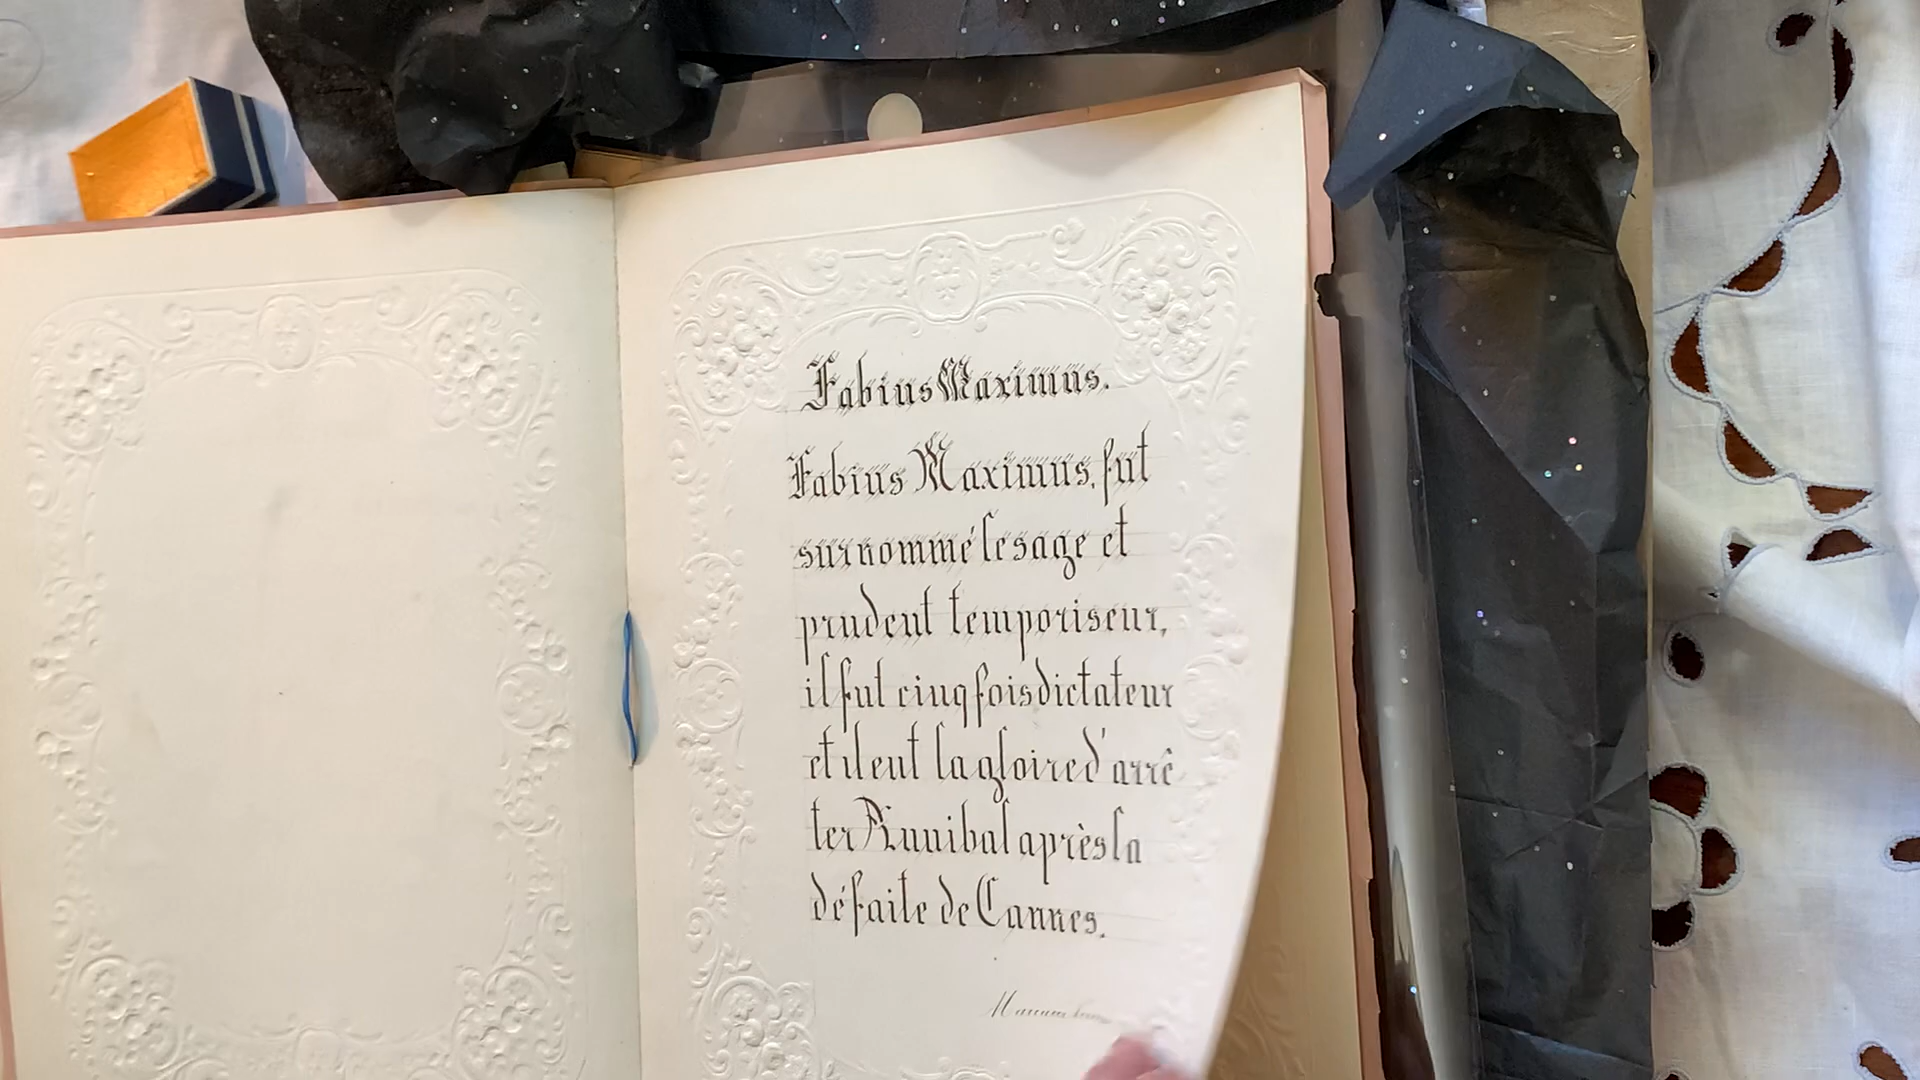 Fabius Maximus.
Fabius Maximus, fut
surnommé le sage et
prudent temporiseur,
il fut cinq fois dictateur
et il eut la gloire d'arrê
ter Annibal après la
défaite de Cannes.